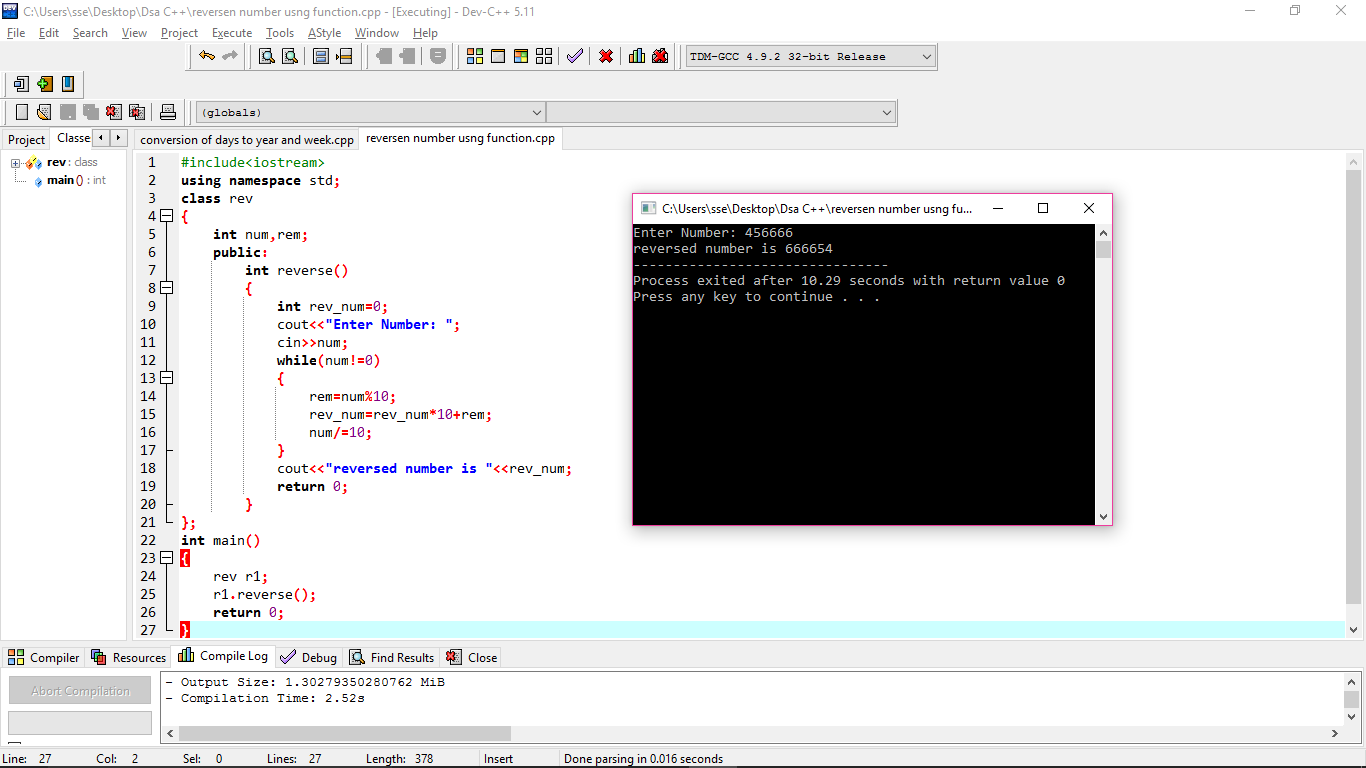 C:\Users\sse\Desktop\Dsa C++\reversen number usng function.cpp - [Executing] - Dev-C++ 5.11
File Edit Search View Project Execute Tools AStyle Window Help
TDM-GCC 4.9.2 32-bit Release
(globals)
Project Classe
conversion of days to year and week.cpp reversen number usng function.cpp
rev : class
main () : int
1 #include<iostream>
2 using namespace std;
3 class rev
4 {
5 int num,rem;
6 public:
7 int reverse()
8 {
9 int rev_num=0;
10 cout<<"Enter Number: ";
11 cin>>num;
12 while(num!=0)
13 {
14 rem=num%10;
15 rev_num=rev_num*10+rem;
16 num/=10;
17 }
18 cout<<"reversed number is "<<rev_num;
19 return 0;
20 }
21 };
22 int main()
23 {
24 rev r1;
25 r1.reverse();
26 return 0;
27 }
C:\Users\sse\Desktop\Dsa C++\reversen number usng fu...
Enter Number: 456666
reversed number is 666654
--------------------------------
Process exited after 10.29 seconds with return value 0
Press any key to continue . . .
Compiler Resources Compile Log Debug Find Results Close
Abort Compilation
- Output Size: 1.30279350280762 MiB
- Compilation Time: 2.52s
Line: 27 Col: 2 Sel: 0 Lines: 27 Length: 378 Insert Done parsing in 0.016 seconds